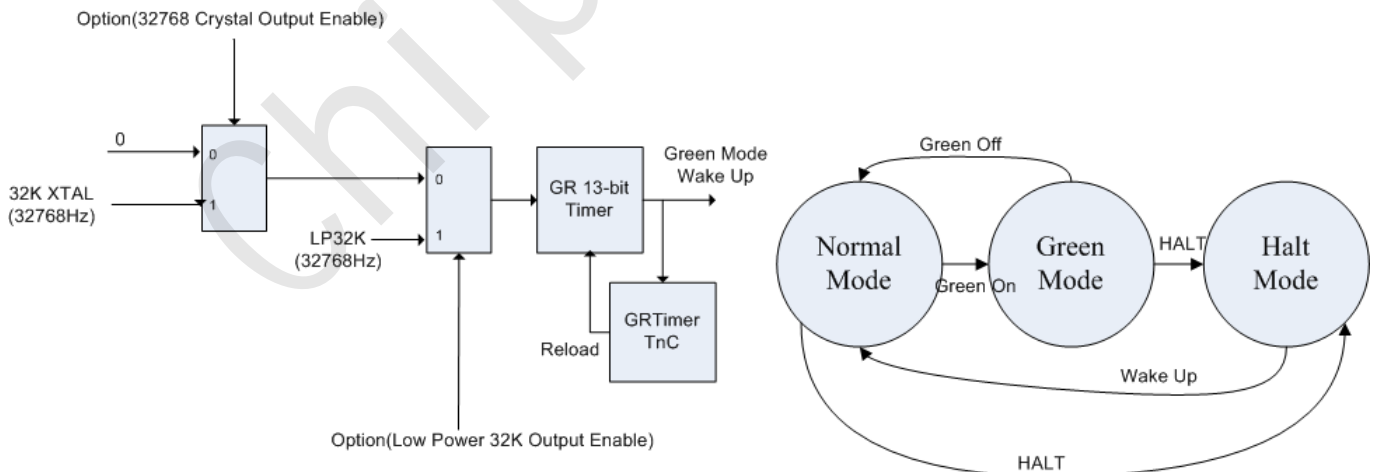 Option(32768 Crystal Output Enable)
0
0
32K XTAL
(32768Hz)
1
0
LP32K
(32768Hz)
1
GR 13-bit
Timer
Green Mode
Wake Up
GRTimer
TnC
Reload
Option(Low Power 32K Output Enable)
Green Off
Normal
Mode
Green On
Green
Mode
HALT
Halt
Mode
Wake Up
HALT
Chip